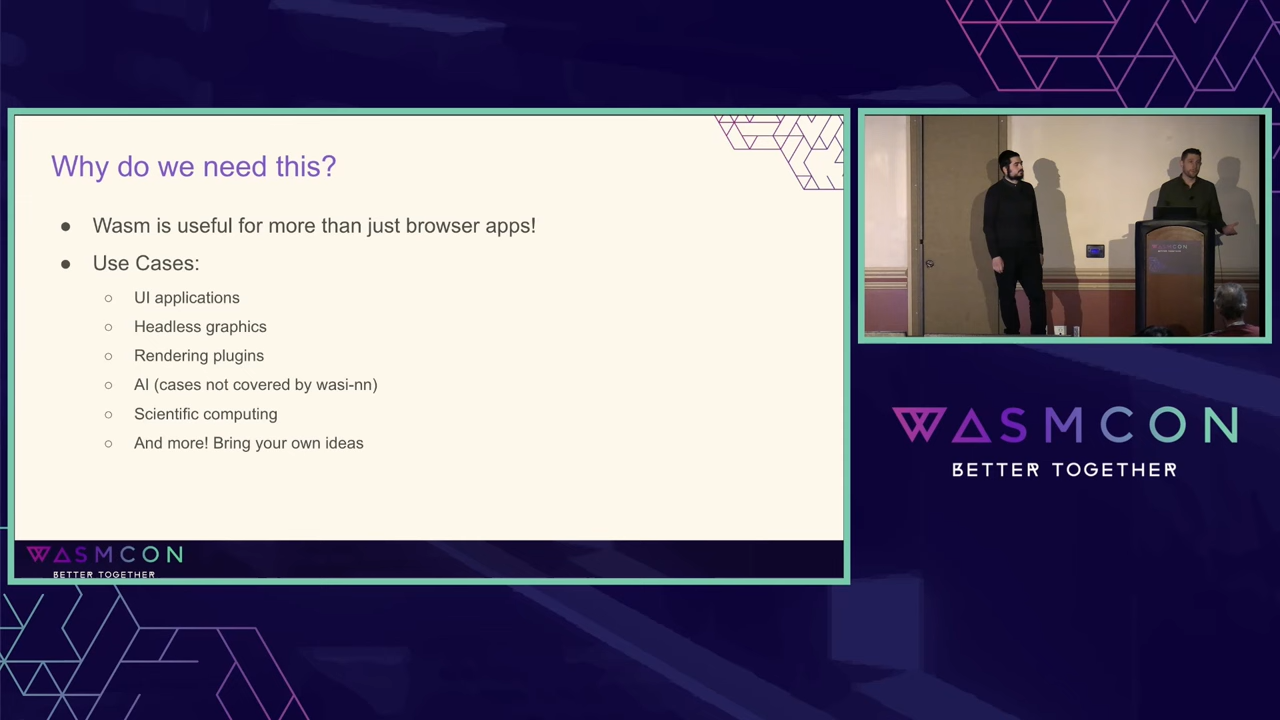 Why do we need this?
● Wasm is useful for more than just browser apps!
● Use Cases:
○ UI applications
○ Headless graphics
○ Rendering plugins
○ AI (cases not covered by wasi-nn)
○ Scientific computing
○ And more! Bring your own ideas
WASMCON
BETTER TOGETHER
WASMCON
WASMCON
BETTER TOGETHER